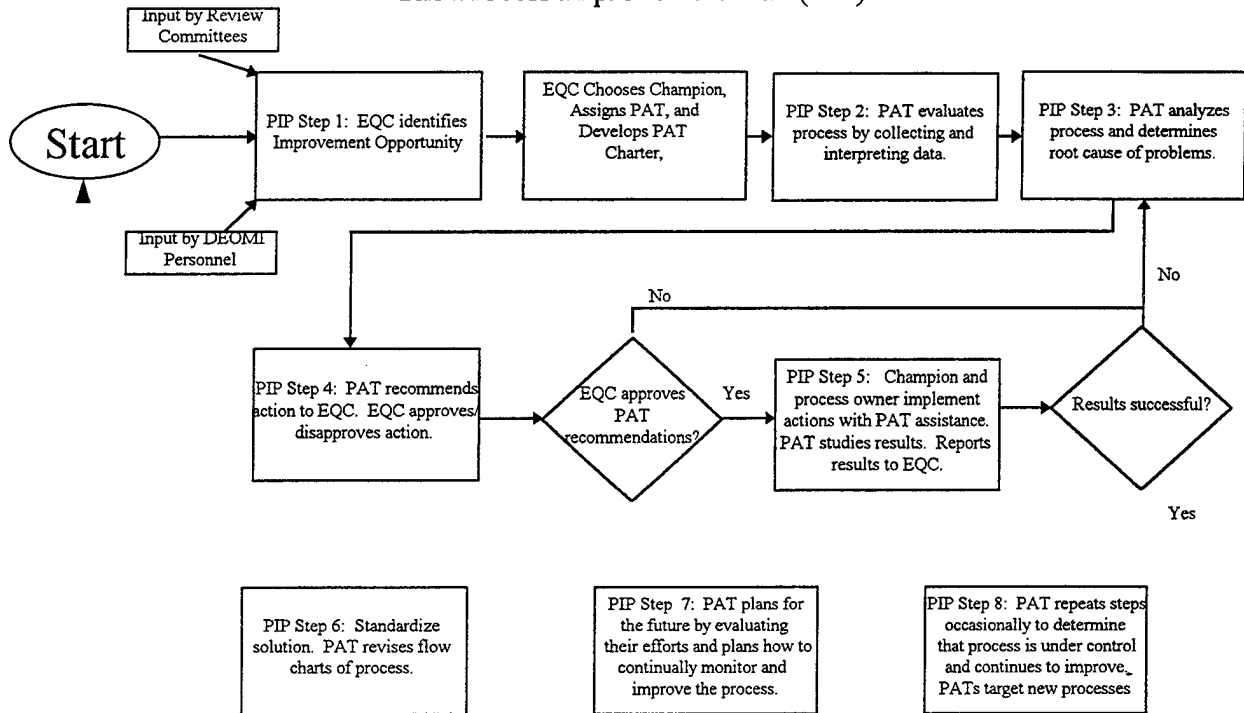 Input by Review
Committees
Start
PIP Step 1: EQC identifies
Improvement Opportunity
EQC Chooses Champion,
Assigns PAT, and
Develops PAT
Charter,
PIP Step 2: PAT evaluates
process by collecting and
interpreting data.
PIP Step 3: PAT analyzes
process and determines
root cause of problems.
Input by DEOMI
Personnel
No
No
PIP Step 4: PAT recommends
action to EQC. EQC approves/
disapproves action.
EQC approves
PAT
recommendations?
Yes
PIP Step 5: Champion and
process owner implement
actions with PAT assistance.
PAT studies results. Reports
results to EQC.
Results successful?
Yes
PIP Step 6: Standardize
solution. PAT revises flow
charts of process.
PIP Step 7: PAT plans for
the future by evaluating
their efforts and plans how to
continually monitor and
improve the process.
PIP Step 8: PAT repeats steps
occasionally to determine
that process is under control
and continues to improve.
PATs target new processes